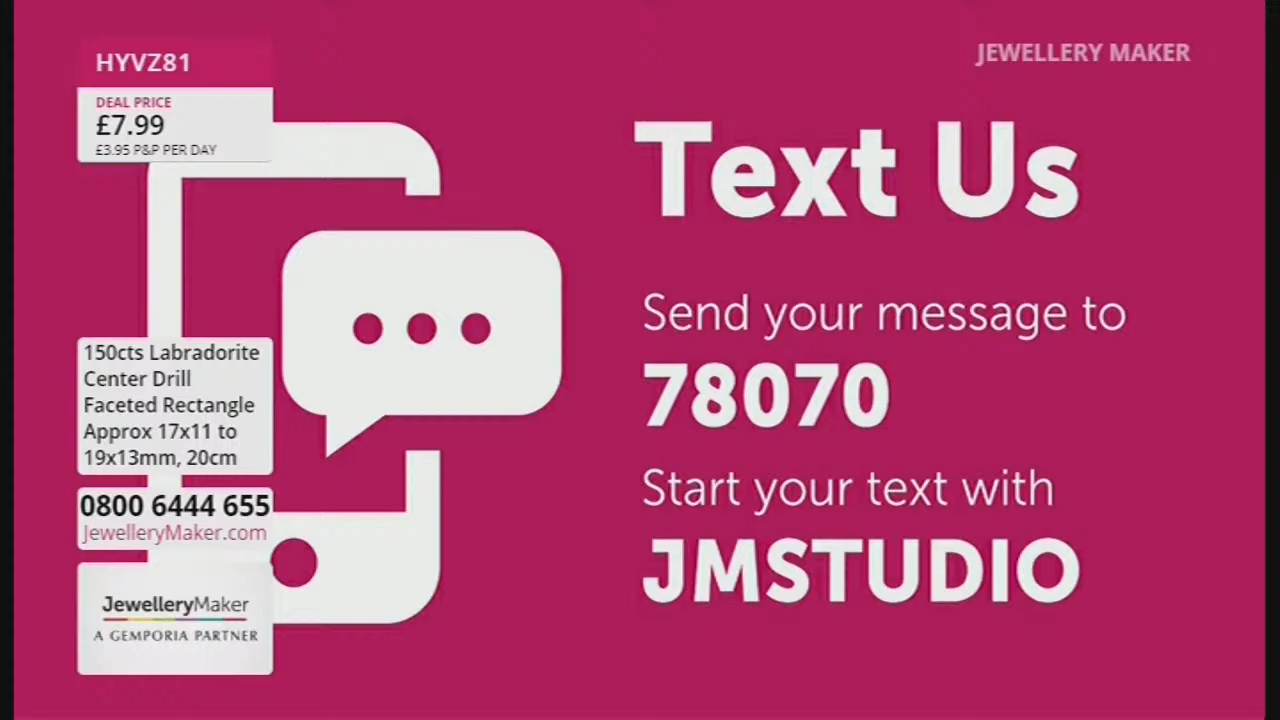 HYVZ81
DEAL PRICE
£7.99
£3.95 P&P PER DAY
150cts Labradorite
Center Drill
Faceted Rectangle
Approx 17x11 to
19x13mm, 20cm
0800 6444 655
JewelleryMaker.com
JewelleryMaker
A GEMPORIA PARTNER
JEWELLERY MAKER
Text Us
Send your message to
78070
Start your text with
JMSTUDIO